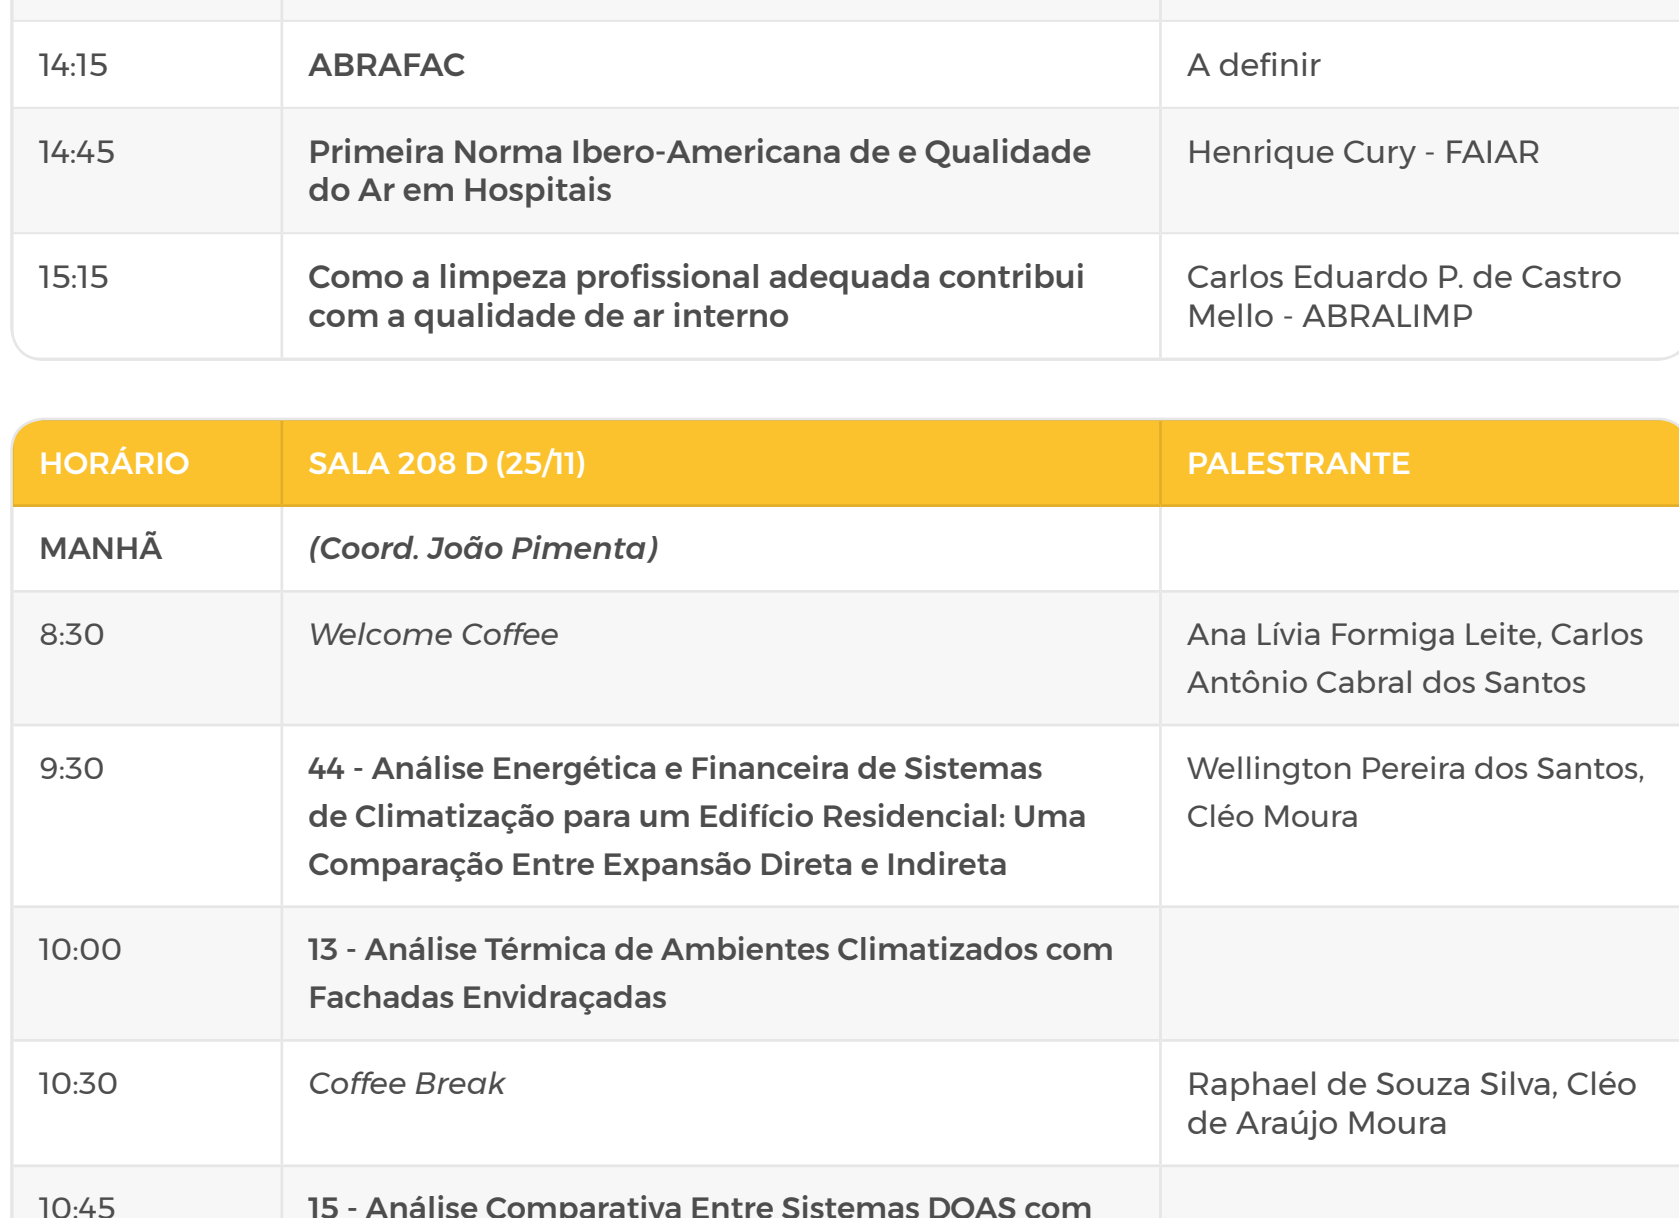 14:15
ABRAFAC
A definir
14:45
Primeira Norma Ibero-Americana de e Qualidade
do Ar em Hospitais
Henrique Cury - FAIAR
15:15
Como a limpeza profissional adequada contribui
com a qualidade de ar interno
Carlos Eduardo P. de Castro
Mello - ABRALIMP
HORÁRIO
SALA 208 D (25/11)
PALESTRANTE
MANHÃ
(Coord. João Pimenta)
8:30
Welcome Coffee
Ana Lívia Formiga Leite, Carlos
Antônio Cabral dos Santos
9:30
44 - Análise Energética e Financeira de Sistemas
de Climatização para um Edifício Residencial: Uma
Comparação Entre Expansão Direta e Indireta
Wellington Pereira dos Santos,
Cléo Moura
10:00
13 - Análise Térmica de Ambientes Climatizados com
Fachadas Envidraçadas
10:30
Coffee Break
Raphael de Souza Silva, Cléo
de Araújo Moura
10:45
15 - Análise Comparativa Entre Sistemas DOAS com